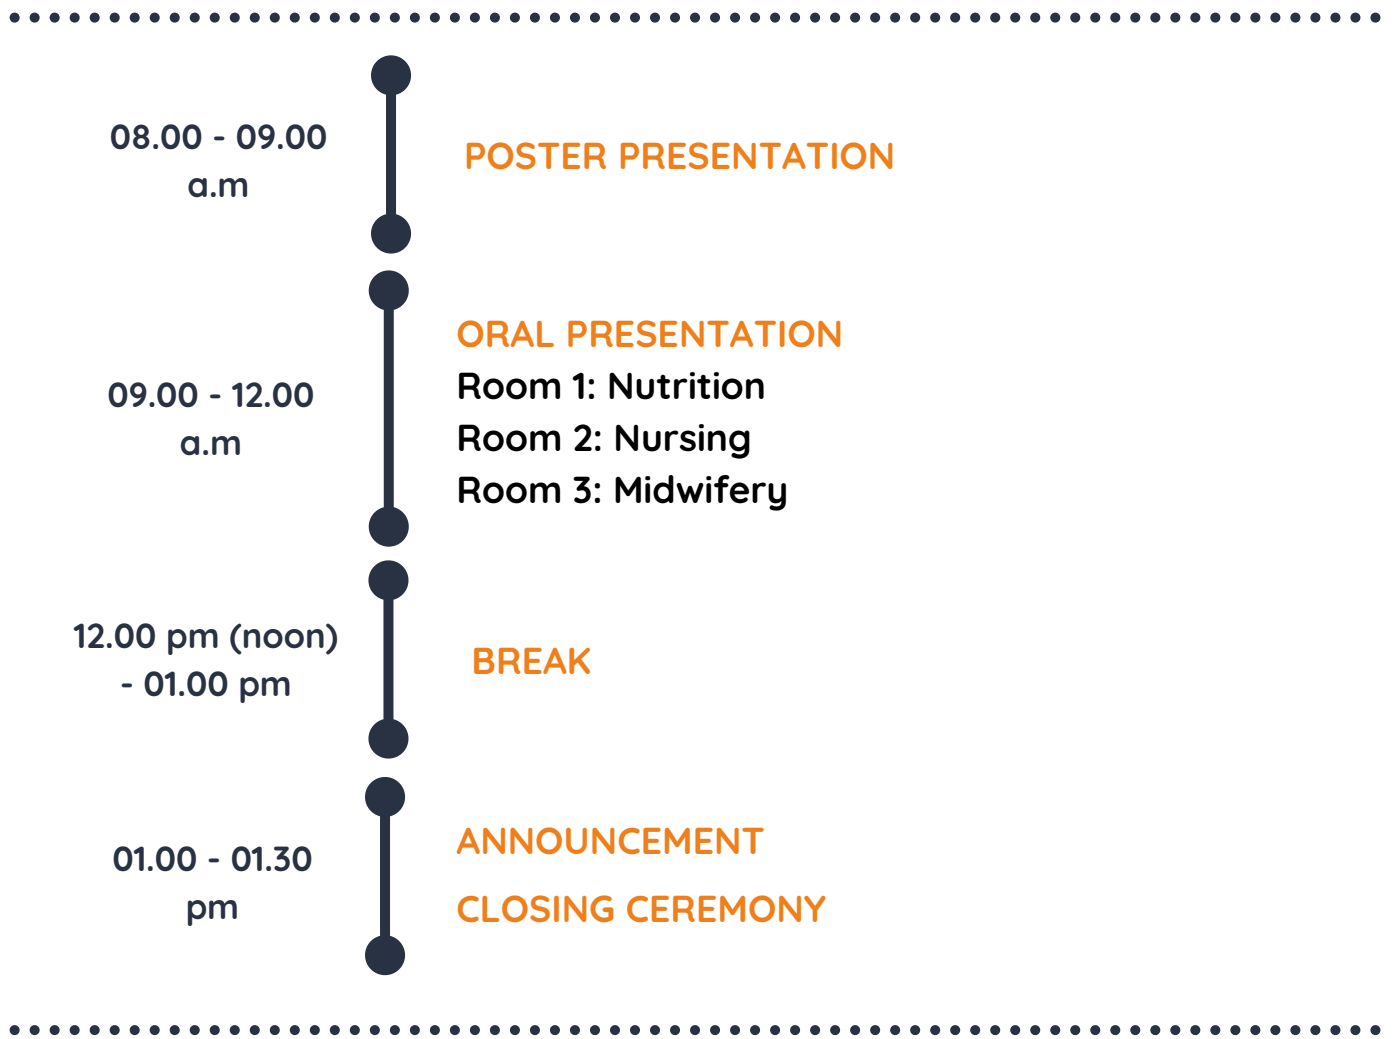 08.00 - 09.00
a.m
POSTER PRESENTATION
09.00 - 12.00
a.m
ORAL PRESENTATION
Room 1: Nutrition
Room 2: Nursing
Room 3: Midwifery
12.00 pm (noon)
- 01.00 pm
BREAK
01.00 - 01.30
pm
ANNOUNCEMENT
CLOSING CEREMONY